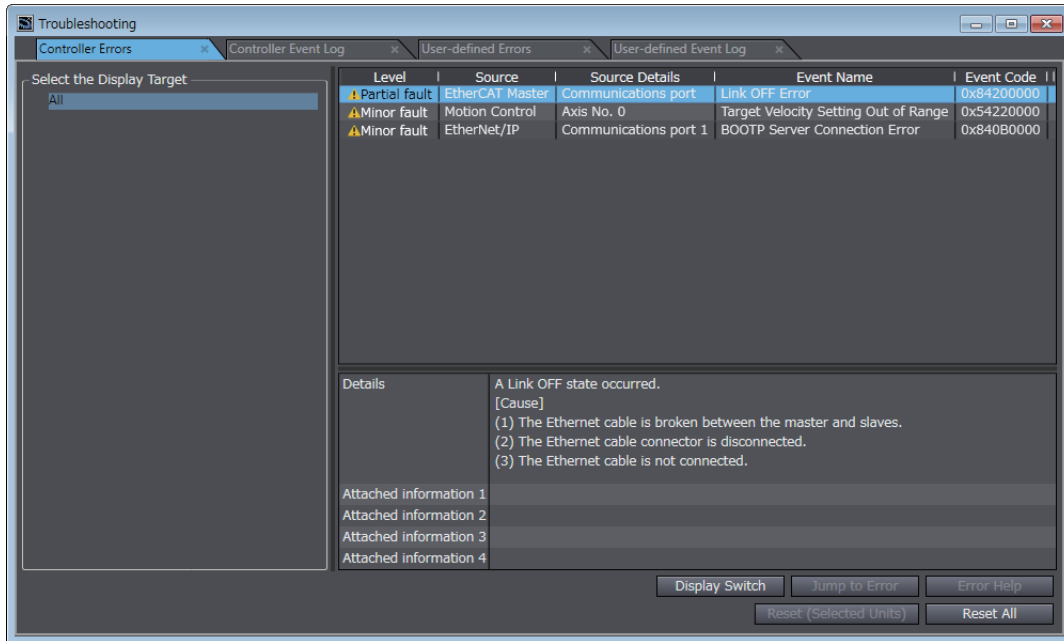 Troubleshooting
Controller Errors
Controller Event Log
User-defined Errors
User-defined Event Log
Select the Display Target
All
Level Source Source Details Event Name Event Code
Partial fault EtherCAT Master Communications port Link OFF Error 0x84200000
Minor fault Motion Control Axis No. 0 Target Velocity Setting Out of Range 0x54220000
Minor fault EtherNet/IP Communications port 1 BOOTP Server Connection Error 0x840B0000
Details A Link OFF state occurred.
[Cause]
(1) The Ethernet cable is broken between the master and slaves.
(2) The Ethernet cable connector is disconnected.
(3) The Ethernet cable is not connected.
Attached information 1
Attached information 2
Attached information 3
Attached information 4
Display Switch Jump to Error Error Help
Reset (Selected Units) Reset All